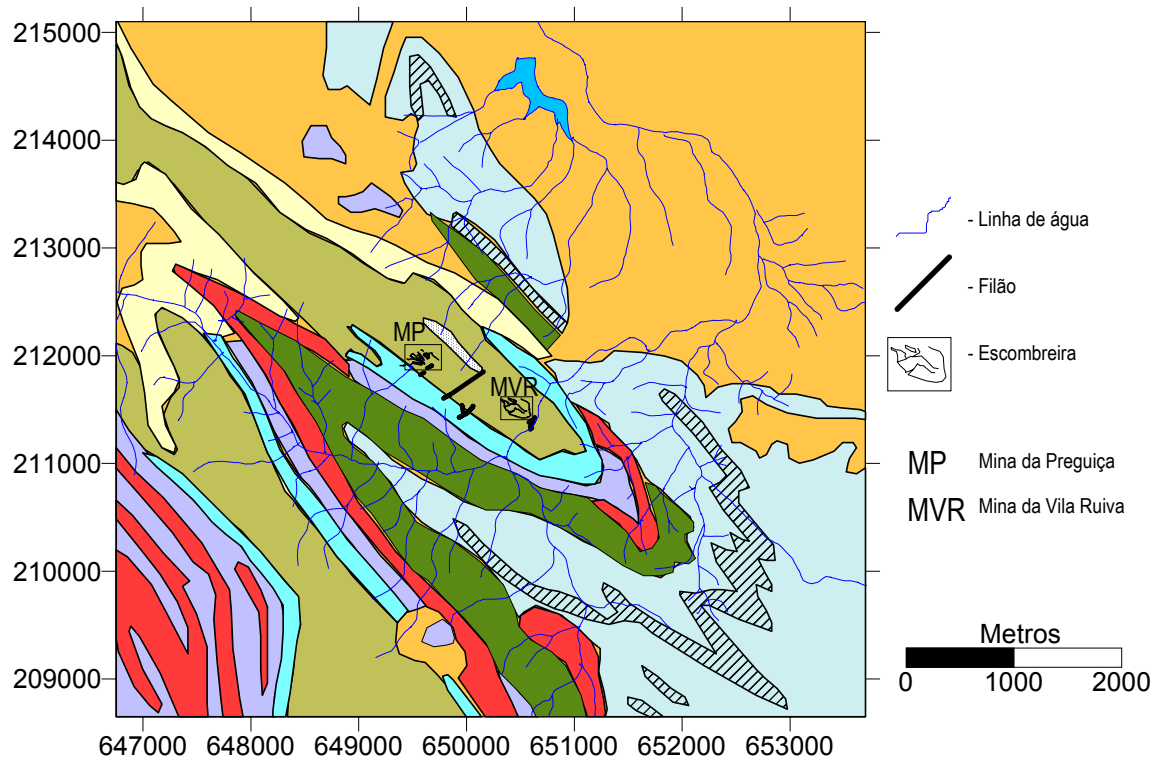 215000
214000
213000
212000
211000
210000
209000
647000 648000 649000 650000 651000 652000 653000
MP
MVR
- Linha de água
- Filão
- Escombreira
MP Mina da Preguiça
MVR Mina da Vila Ruiva
Metros
0 1000 2000